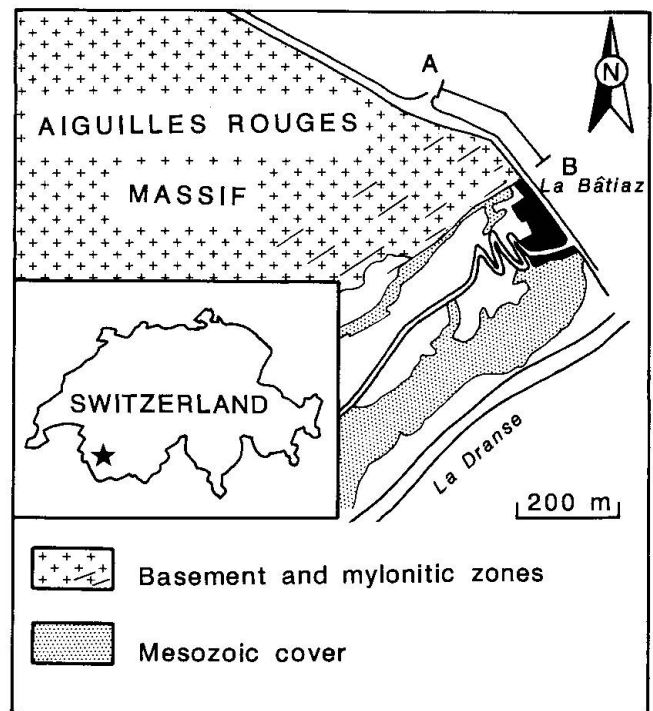 A
N
AIGUILLES ROUGES
MASSIF
B
La Bâtiaz
SWITZERLAND
La Dranse
200 m
Basement and mylonitic zones
Mesozoic cover